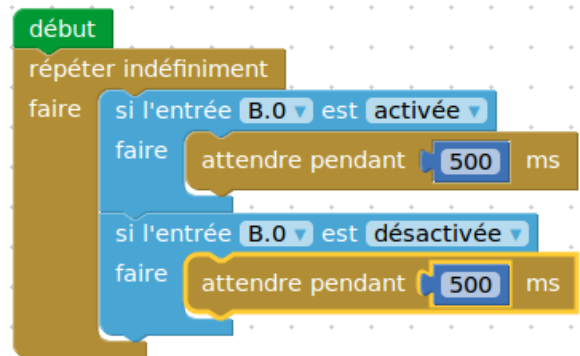 début
répéter indéfiniment
faire si l'entrée B.0 est activée
faire attendre pendant 500 ms
si l'entrée B.0 est désactivée
faire attendre pendant 500 ms